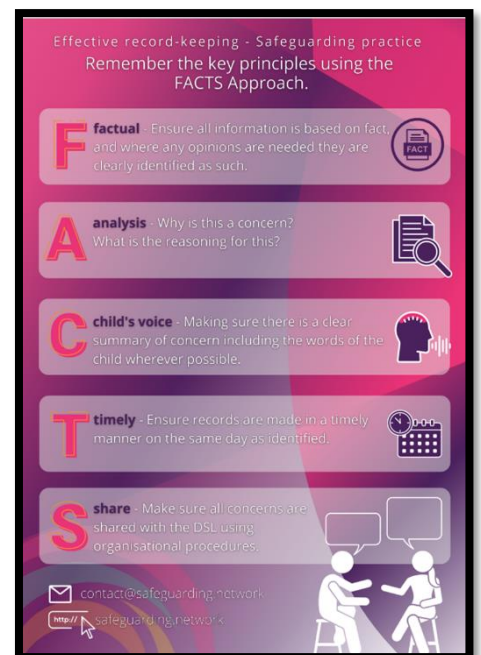 Effective record-keeping - Safeguarding practice
Remember the key principles using the
FACTS Approach.
F
factual - Ensure all information is based on fact,
and where any opinions are needed they are
clearly identified as such.
FACT
A
analysis - Why is this a concern?
What is the reasoning for this?
C
child's voice - Making sure there is a clear
summary of concern including the words of the
child wherever possible.
T
timely - Ensure records are made in a timely
manner on the same day as identified.
S
share - Make sure all concerns are
shared with the DSL using
organisational procedures.
contact@safeguarding.network
http://
safeguarding.network